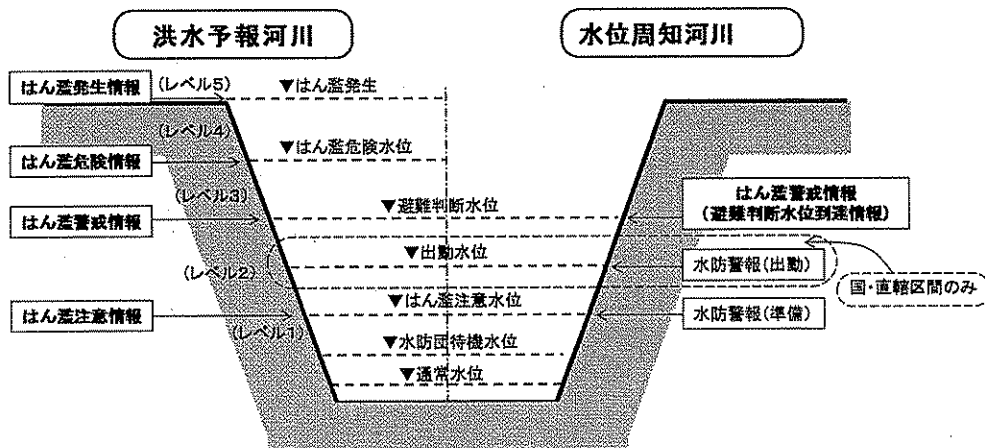 洪水予報河川
水位周知河川
はん濫発生情報
(レベル5)
▼はん濫発生
(レベル4)
▼はん濫危険水位
はん濫危険情報
(レベル3)
▼避難判断水位
はん濫警戒情報
はん濫警戒情報
(避難判断水位到達情報)
▼出動水位
(レベル2)
水防警報(出動)
国・直轄区間のみ
▼はん濫注意水位
はん濫注意情報
水防警報(準備)
(レベル1)
▼水防団待機水位
▼通常水位